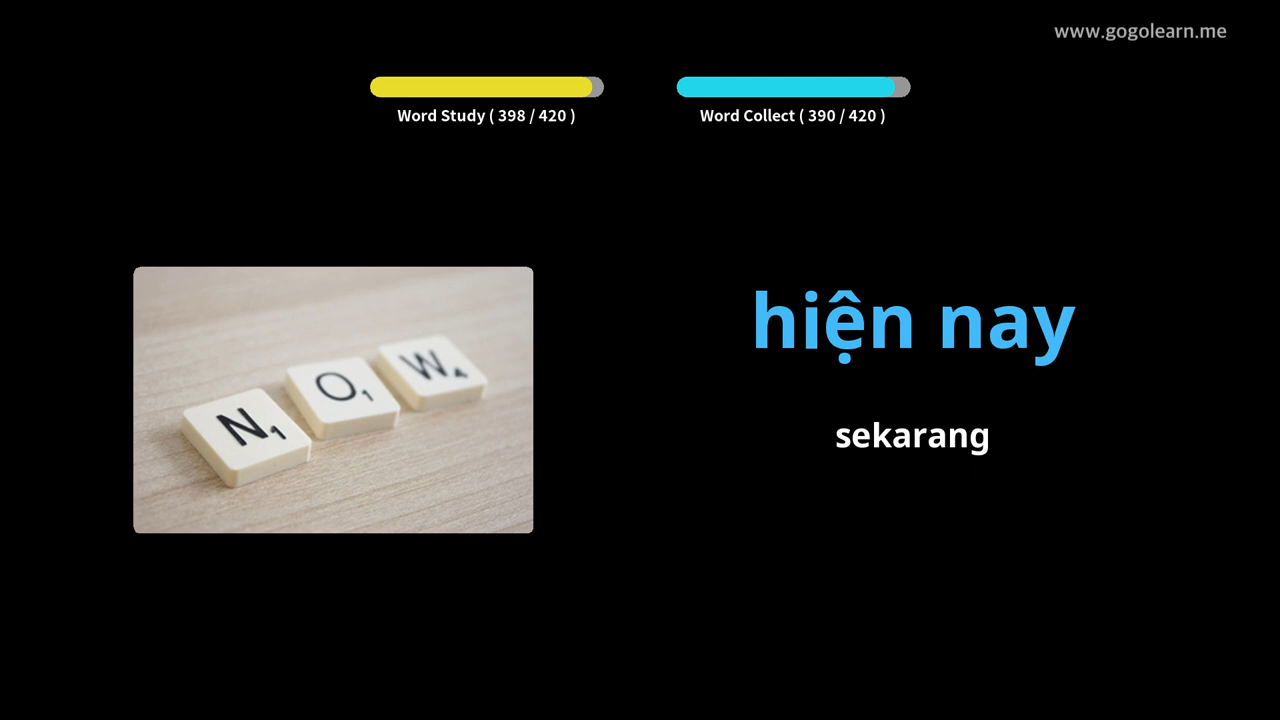 www.gogolearn.me
Word Study ( 398 / 420 )
Word Collect ( 390 / 420 )
N1 O1 W4
hiện nay
sekarang